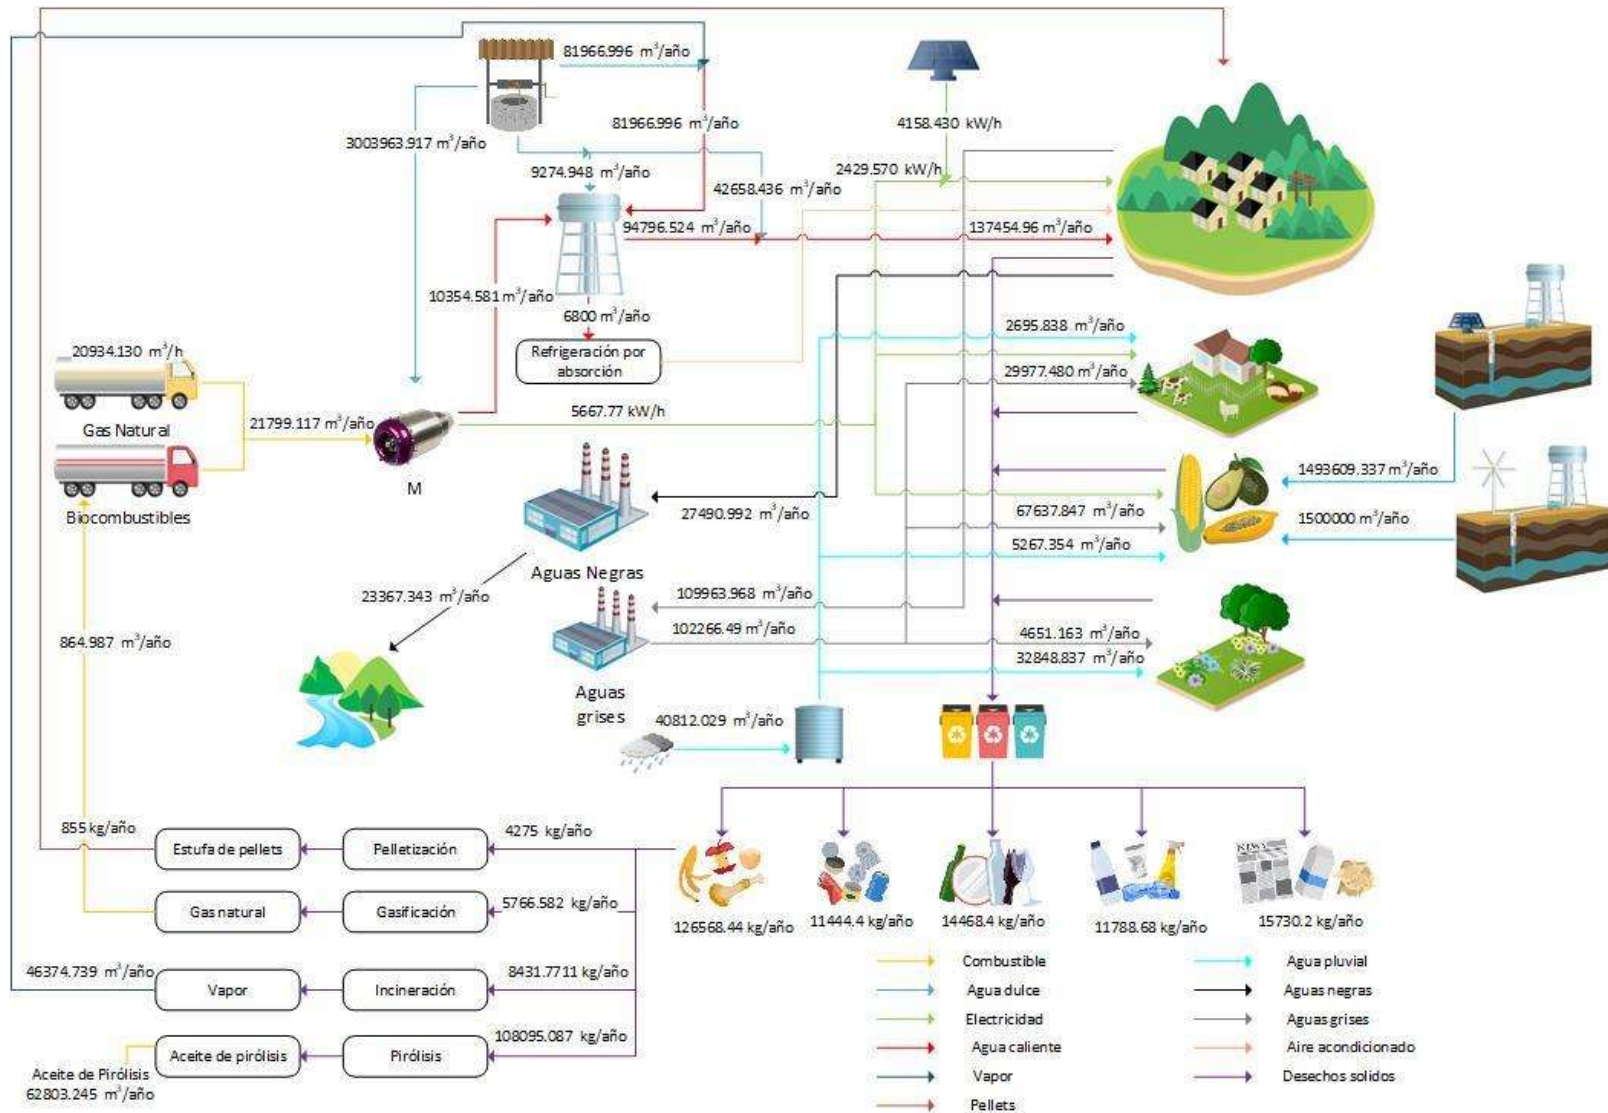 81966.996 m³/año
81966.996 m³/año
3003963.917 m³/año
9274.948 m³/año
42658.436 m³/año
94796.524 m³/año
4158.430 kW/h
2429.570 kW/h
137454.96 m³/año
10354.581 m³/año
6800 m³/año
Refrigeración por
absorción
2695.838 m³/año
29977.480 m³/año
20934.130 m³/h
Gas Natural
21799.117 m³/año
5667.77 kW/h
M
Biocombustibles
1493609.337 m³/año
1500000 m³/año
67637.847 m³/año
5267.354 m³/año
27490.992 m³/año
Aguas Negras
23367.343 m³/año
109963.968 m³/año
102266.49 m³/año
4651.163 m³/año
32848.837 m³/año
864.987 m³/año
Aguas
grises
40812.029 m³/año
855 kg/año
Estufa de pellets
Pelletización
4275 kg/año
Gas natural
Gasificación
5766.582 kg/año
46374.739 m³/año
Vapor
Incineración
8431.7711 kg/año
Aceite de pirólisis
Pirólisis
108095.087 kg/año
Aceite de Pirólisis
62803.245 m³/año
NEWS
126568.44 kg/año
11444.4 kg/año
14468.4 kg/año
11788.68 kg/año
15730.2 kg/año
Combustible
Agua dulce
Electricidad
Agua caliente
Vapor
Pellets
Agua pluvial
Aguas negras
Aguas grises
Aire acondicionado
Desechos solidos